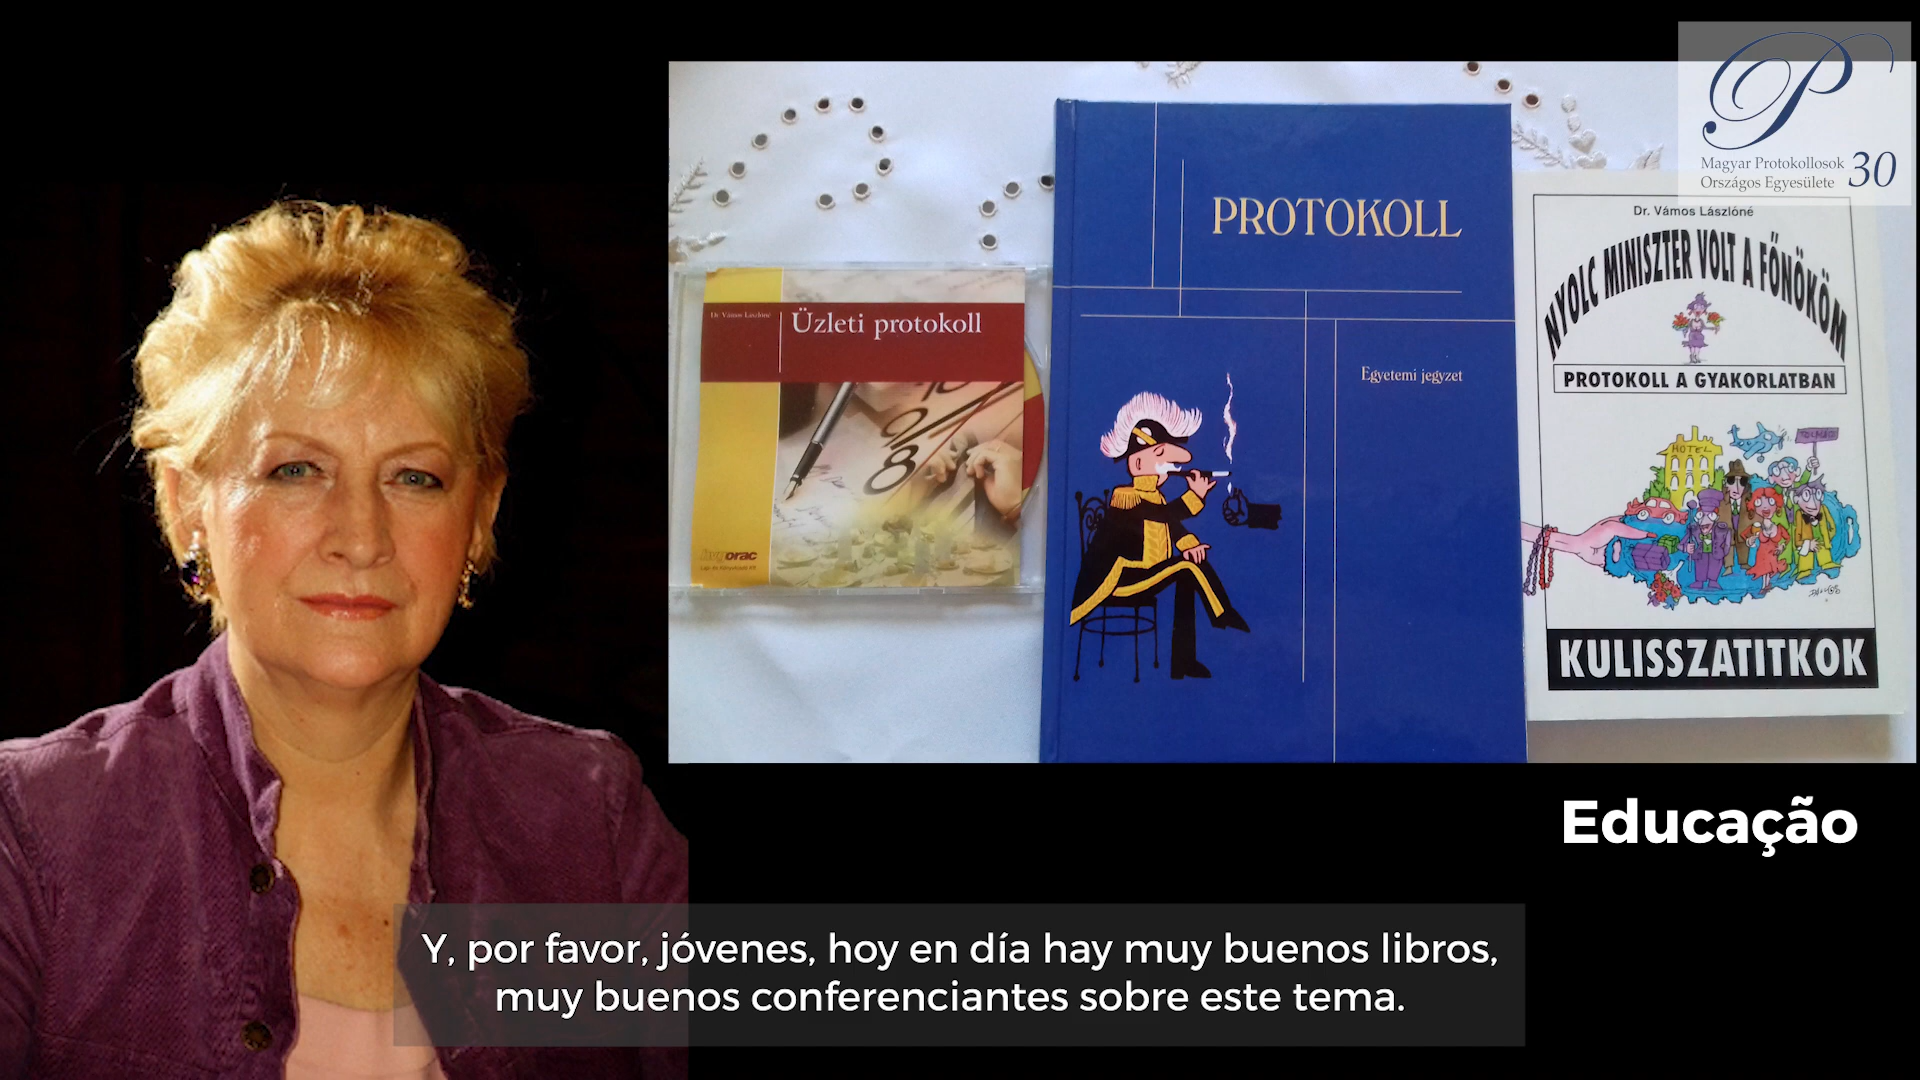 P
Magyar Protokollosok
Országos Egyesülete 30
Dr. Vámos Lászlóné
Üzleti protokoll
orac
PROTOKOLL
Egyetemi jegyzet
Dr. Vámos Lászlóné
NYOLC MINISZTER VOLT A FŐNÖKÖM
PROTOKOLL A GYAKORLATBAN
HOTEL
KULISSZATITKOK
Educação
Y, por favor, jóvenes, hoy en día hay muy buenos libros,
muy buenos conferenciantes sobre este tema.